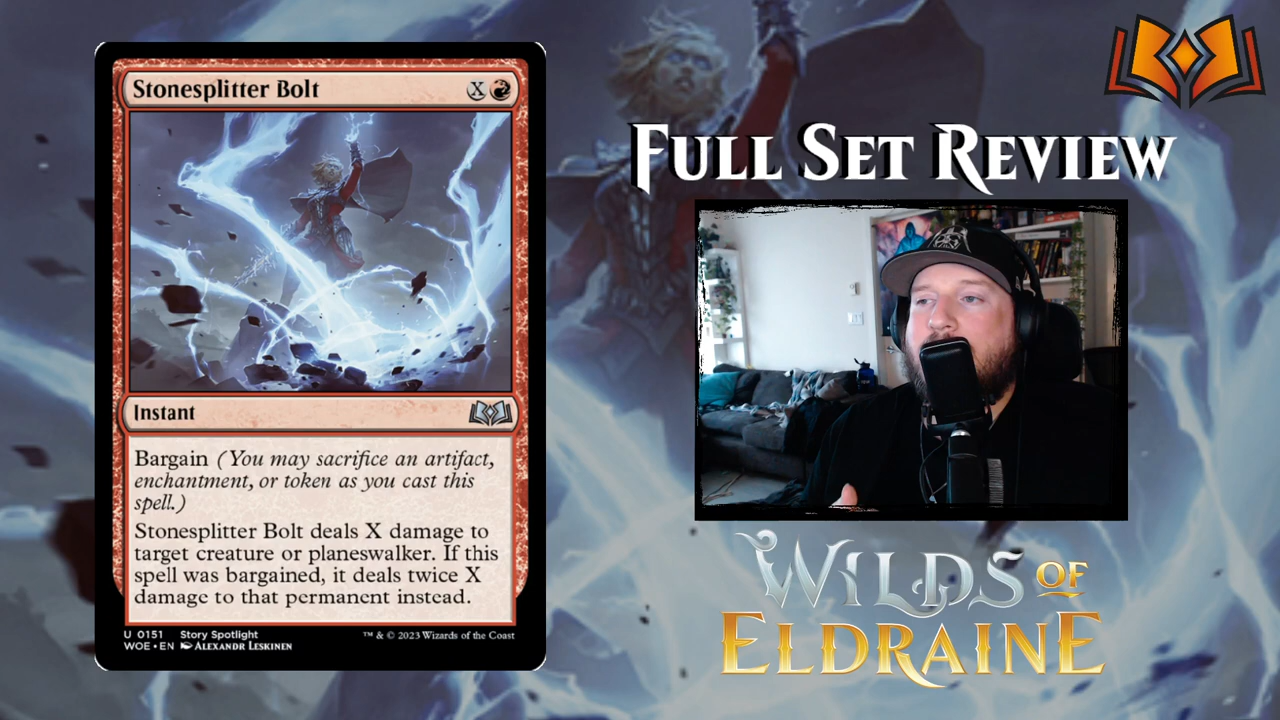 Stonesplitter Bolt X
Instant
Bargain (You may sacrifice an artifact,
enchantment, or token as you cast this
spell.)
Stonesplitter Bolt deals X damage to
target creature or planeswalker. If this
spell was bargained, it deals twice X
damage to that permanent instead.
U 0151 Story Spotlight
WOE • EN Alexandr Leskinen
™ & © 2023 Wizards of the Coast
Full Set Review
Wilds of
Eldraine